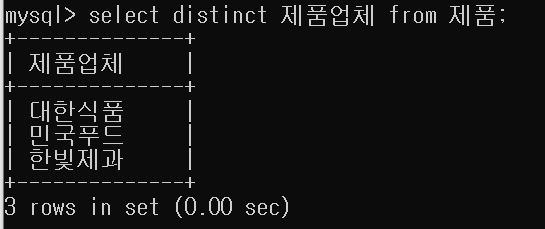 mysql> select distinct 제품업체 from 제품;
+--------------+
| 제품업체     |
+--------------+
| 대한식품     |
| 민국푸드     |
| 한빛제과     |
+--------------+
3 rows in set (0.00 sec)